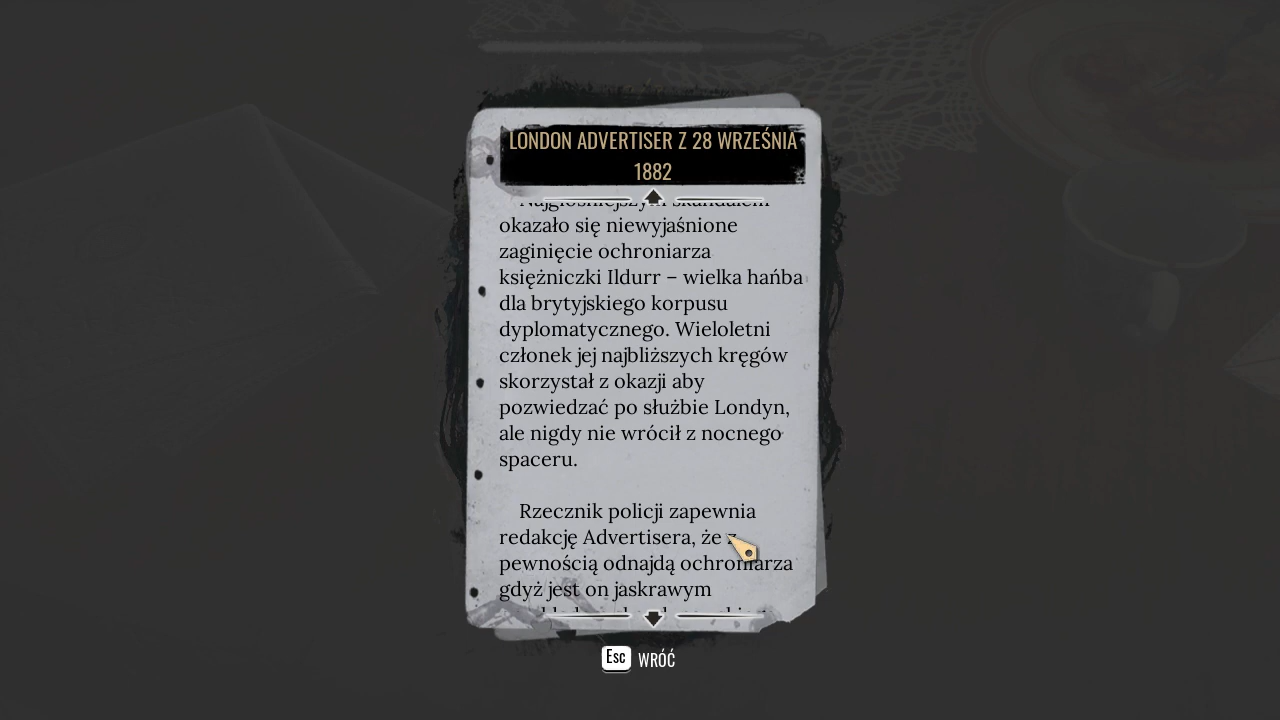 LONDON ADVERTISER Z 28 WRZEŚNIA
1882
Najgłośniejszym skandalem
okazało się niewyjaśnione
zaginięcie ochroniarza
księżniczki Ildurr – wielka hańba
dla brytyjskiego korpusu
dyplomatycznego. Wieloletni
członek jej najbliższych kręgów
skorzystał z okazji aby
pozwiedzać po służbie Londyn,
ale nigdy nie wrócił z nocnego
spaceru.
Rzecznik policji zapewnia
redakcję Advertisera, że z
pewnością odnajdą ochroniarza
gdyż jest on jaskrawym
Esc WRÓĆ